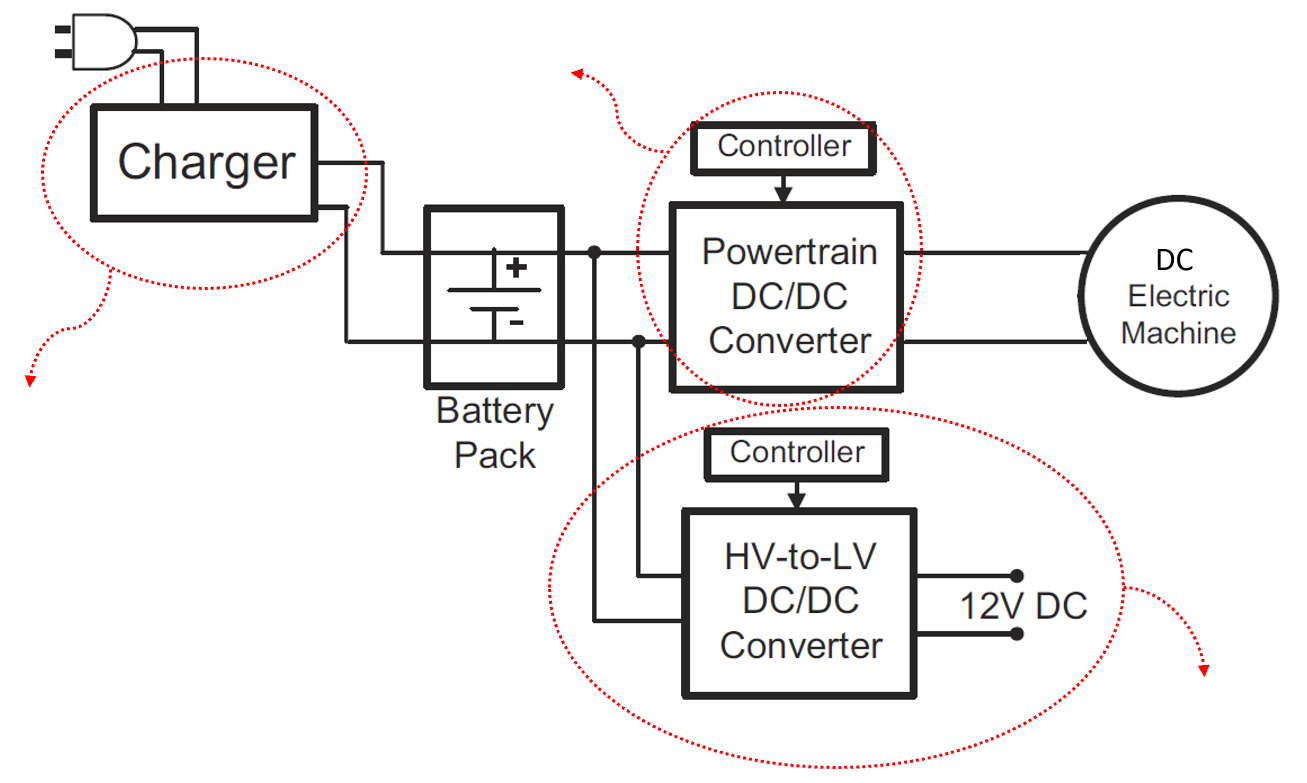 Charger
Controller
Powertrain
DC/DC
Converter
DC
Electric
Machine
+
-
Battery
Pack
Controller
HV-to-LV
DC/DC
Converter
12V DC